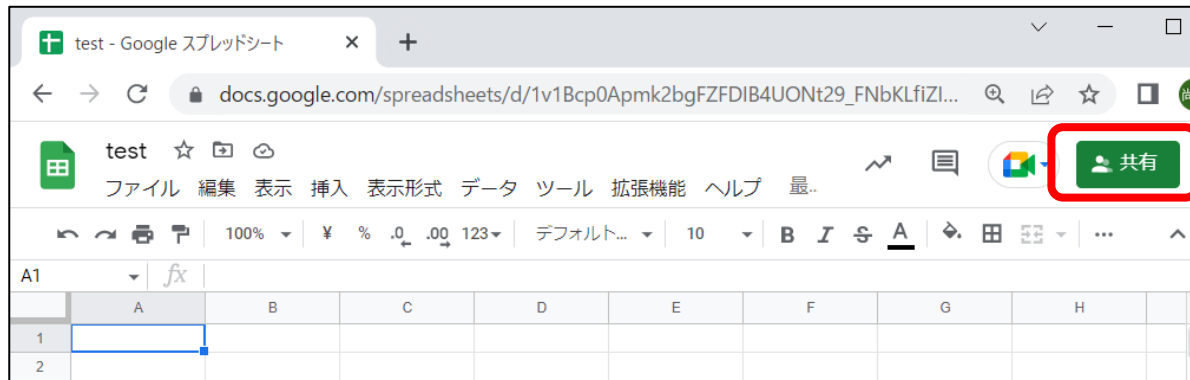 test - Google スプレッドシート
docs.google.com/spreadsheets/d/1v1Bcp0Apmk2bgFZFDIB4UONt29_FNbKLfiZI...
test
共有
ファイル 編集 表示 挿入 表示形式 データ ツール 拡張機能 ヘルプ 最..
100% ¥ % .0 .00 123 デフォルト... 10 B I S A ...
A1 fx
A B C D E F G H
1
2